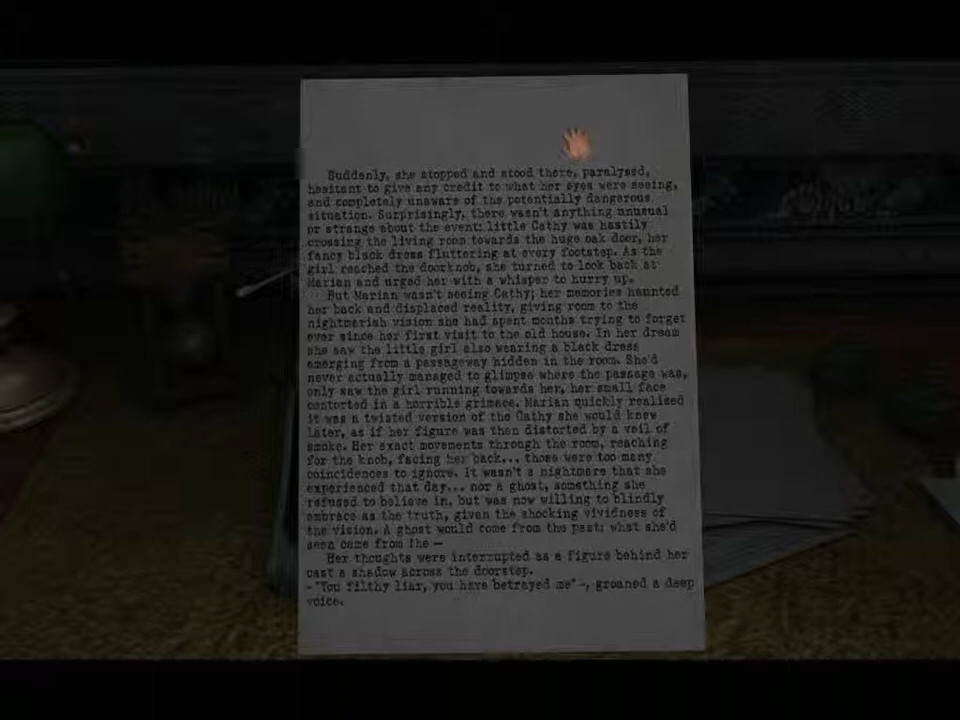 Suddenly, she stopped and stood there, paralysed,
hesitant to give any credit to what her eyes were seeing,
and completely unaware of the potentially dangerous
situation. Surprisingly, there wasn't anything unusual
or strange about the event: little Cathy was hastily
crossing the living room towards the huge oak door, her
fancy black dress fluttering at every footstep. As the
girl reached the doorknob, she turned to look back at
Marian and urged her with a whisper to hurry up.
But Marian wasn't seeing Cathy; her memories haunted
her back and displaced reality, giving room to the
nightmarish vision she had spent months trying to forget
ever since her first visit to the old house. In her dream
she saw the little girl also wearing a black dress
emerging from a passageway hidden in the room. She'd
never actually managed to glimpse where the passage was,
only saw the girl running towards her, her small face
contorted in a horrible grimace. Marian quickly realised
it was a twisted version of the Cathy she would know
later, as if her figure was then distorted by a veil of
smoke. Her exact movements through the room, reaching
for the knob, facing her back... those were too many
coincidences to ignore. It wasn't a nightmare that she
experienced that day... nor a ghost, something she
refused to believe in, but was now willing to blindly
embrace as the truth, given the shocking vividness of
the vision. A ghost would come from the past; what she'd
seen came from the —
Her thoughts were interrupted as a figure behind her
cast a shadow across the doorstep.
-"You filthy liar, you have betrayed me"-, groaned a deep
voice.